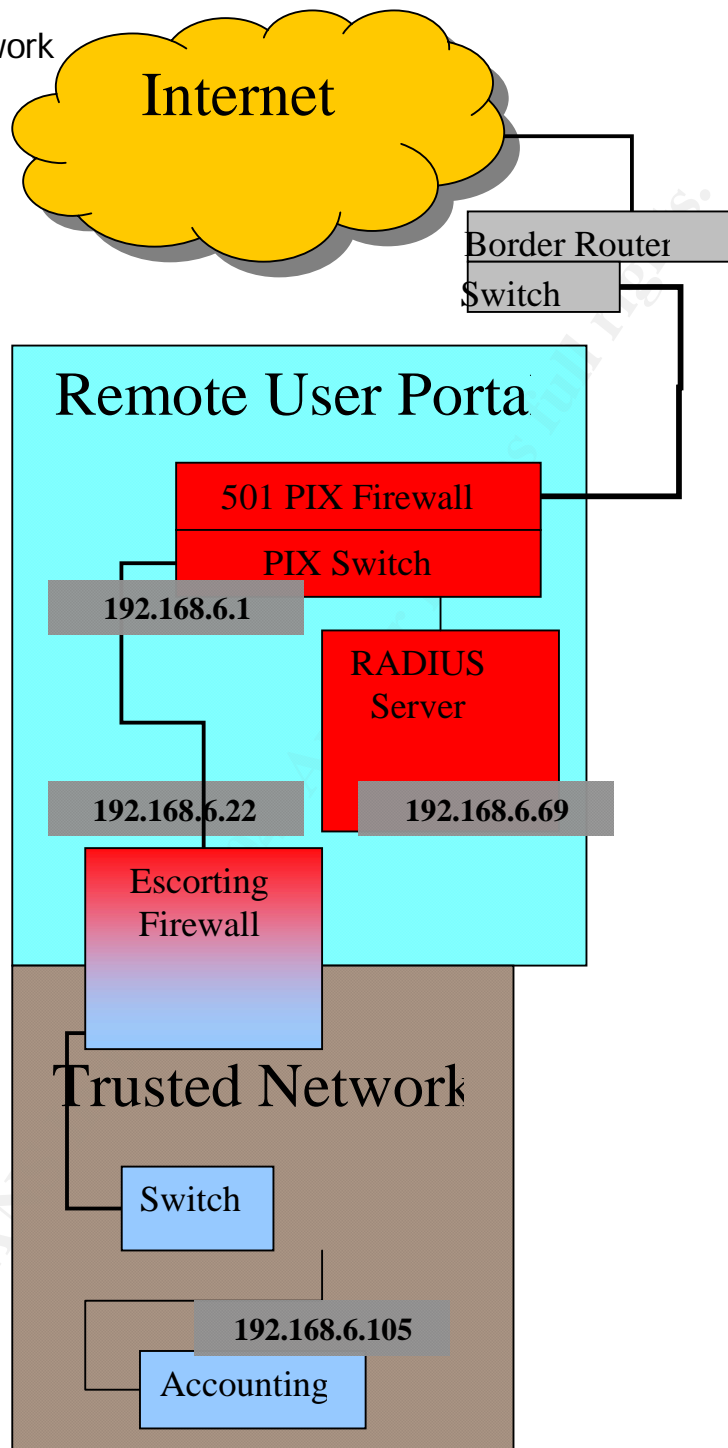 work
Internet
Border Router
Switch
Remote User Porta
501 PIX Firewall
PIX Switch
192.168.6.1
RADIUS
Server
192.168.6.22
192.168.6.69
Escorting
Firewall
Trusted Network
Switch
192.168.6.105
Accounting